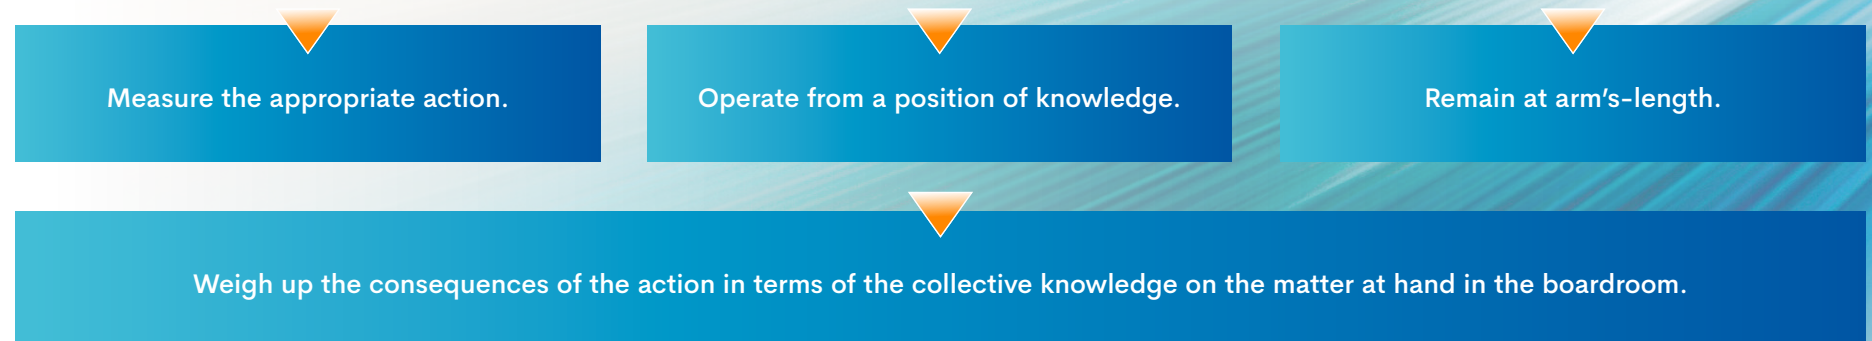 Measure the appropriate action.
Operate from a position of knowledge.
Remain at arm's-length.
Weigh up the consequences of the action in terms of the collective knowledge on the matter at hand in the boardroom.